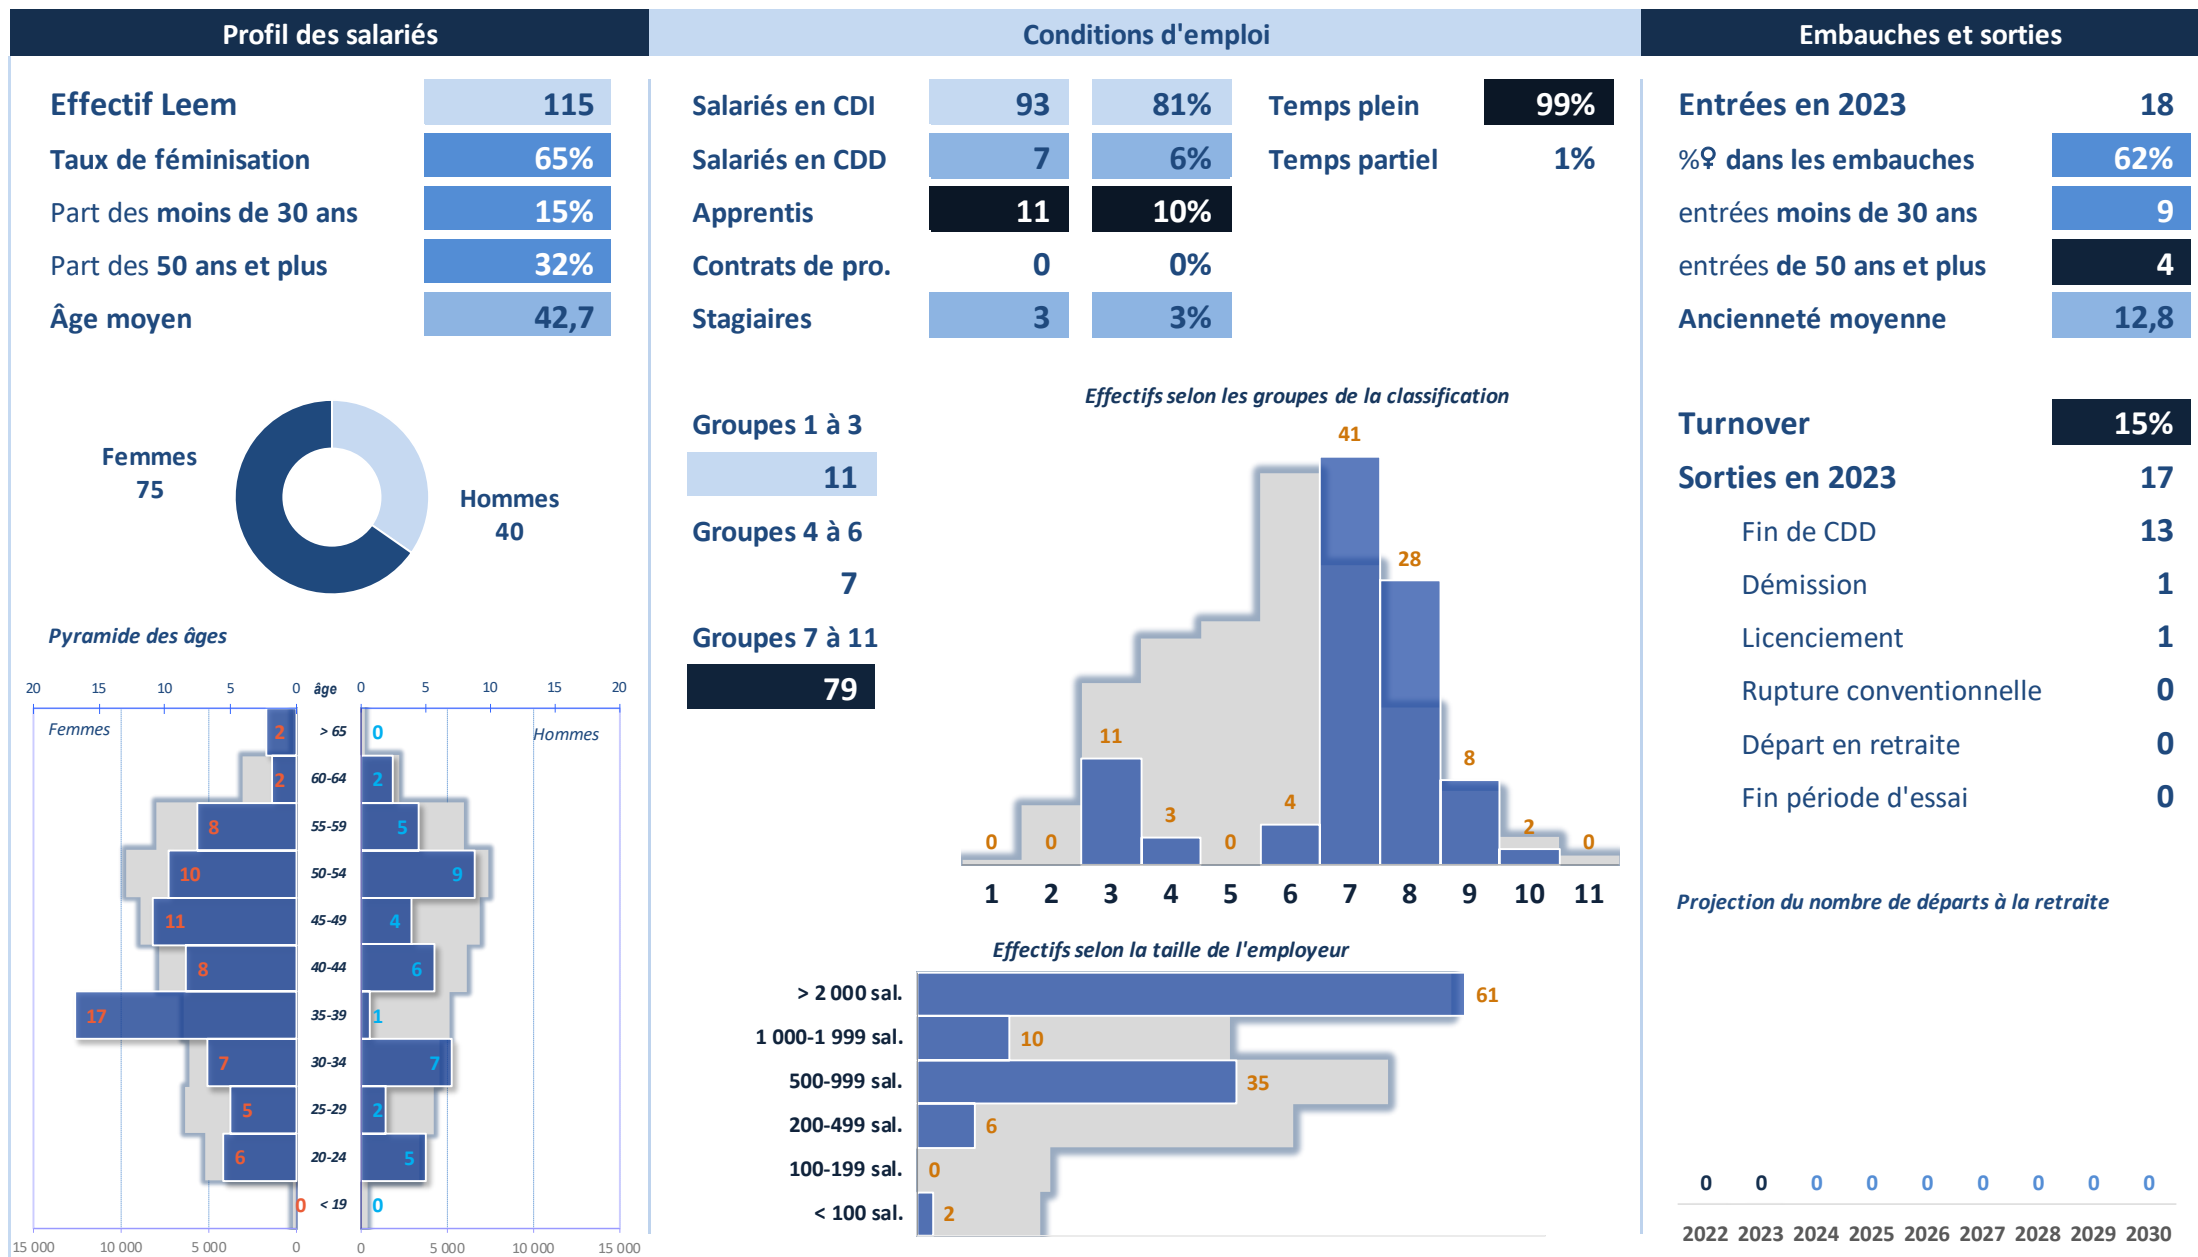 Profil des salariés
Effectif Leem 115
Taux de féminisation 65%
Part des moins de 30 ans 15%
Part des 50 ans et plus 32%
Âge moyen 42,7
Femmes
75
Hommes
40
Pyramide des âges
20 15 10 5 0 âge 0 5 10 15 20
Femmes Hommes
2 > 65 0
2 60-64 2
8 55-59 5
10 50-54 9
11 45-49 4
8 40-44 6
17 35-39 1
7 30-34 7
5 25-29 2
6 20-24 5
0 < 19 0
15 000 10 000 5 000 0 0 5 000 10 000 15 000
Conditions d'emploi
Salariés en CDI 93 81% Temps plein 99%
Salariés en CDD 7 6% Temps partiel 1%
Apprentis 11 10%
Contrats de pro. 0 0%
Stagiaires 3 3%
Groupes 1 à 3
11
Groupes 4 à 6
7
Groupes 7 à 11
79
Effectifs selon les groupes de la classification
0 0 11 3 0 4 41 28 8 2 0
1 2 3 4 5 6 7 8 9 10 11
Effectifs selon la taille de l'employeur
> 2 000 sal. 61
1 000-1 999 sal. 10
500-999 sal. 35
200-499 sal. 6
100-199 sal. 0
< 100 sal. 2
Embauches et sorties
Entrées en 2023 18
%♀ dans les embauches 62%
entrées moins de 30 ans 9
entrées de 50 ans et plus 4
Ancienneté moyenne 12,8
Turnover 15%
Sorties en 2023 17
Fin de CDD 13
Démission 1
Licenciement 1
Rupture conventionnelle 0
Départ en retraite 0
Fin période d'essai 0
Projection du nombre de départs à la retraite
0 0 0 0 0 0 0 0 0
2022 2023 2024 2025 2026 2027 2028 2029 2030